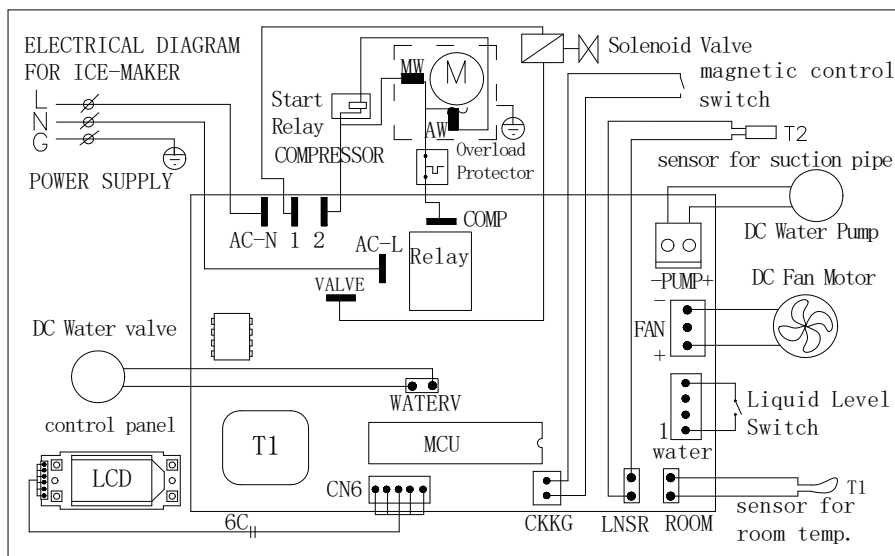 ELECTRICAL DIAGRAM
FOR ICE-MAKER
L
N
G
POWER SUPPLY
Start
Relay
COMPRESSOR
MW
M
AW
Overload
Protector
Solenoid Valve
magnetic control
switch
T2
sensor for suction pipe
DC Water Pump
AC-N 1 2
AC-L
COMP
Relay
VALVE
-PUMP+
DC Fan Motor
-
FAN
+
DC Water valve
WATERV
control panel
LCD
T1
MCU
CN6
6C
1
water
Liquid Level
Switch
CKKG
LNSR
ROOM
T1
sensor for
room temp.